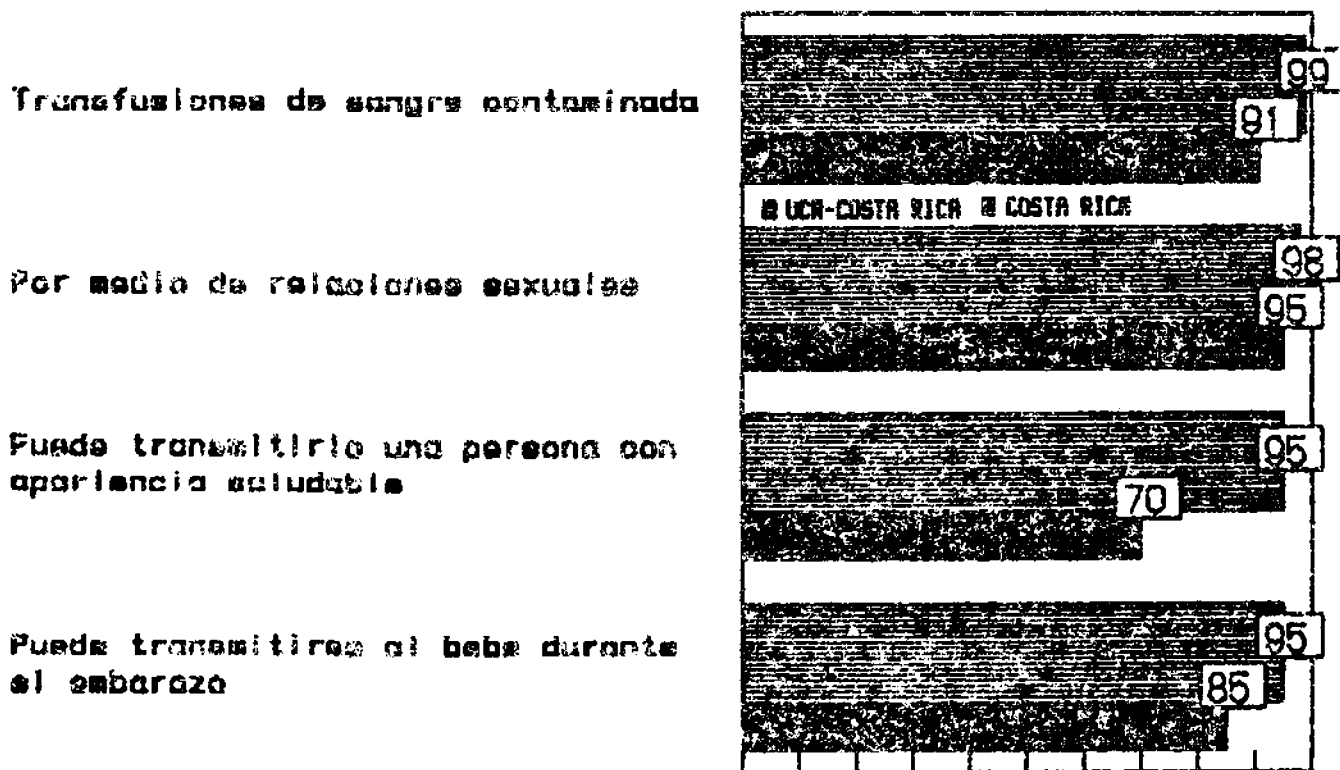 Transfusiones de sangre contaminada
99
91
UCR-COSTA RICA COSTA RICA
Por medio de relaciones sexuales
98
95
Puede transmitirlo una persona con
apariencia saludable
95
70
Puede transmitirse al bebe durante
el embarazo
95
85